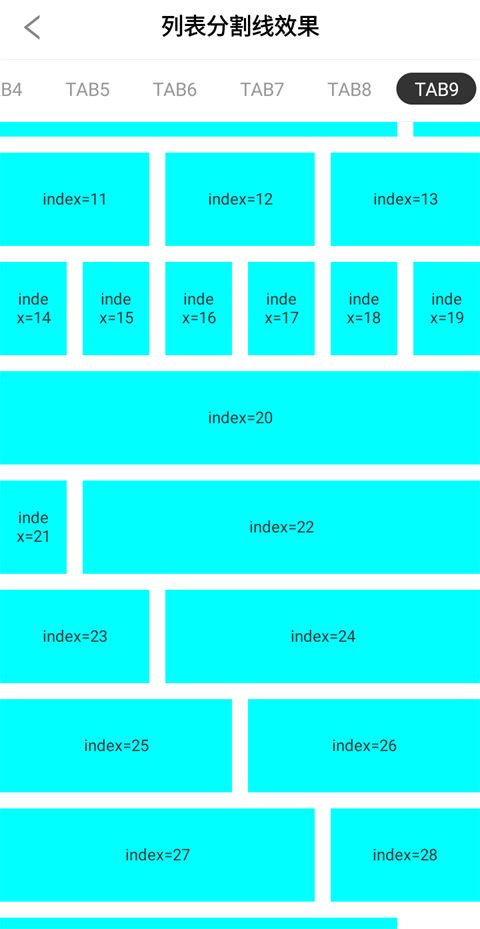 列表分割线效果
B4 TAB5 TAB6 TAB7 TAB8 TAB9
index=11 index=12 index=13
inde inde inde inde inde inde
x=14 x=15 x=16 x=17 x=18 x=19
index=20
inde
x=21
index=22
index=23 index=24
index=25 index=26
index=27 index=28